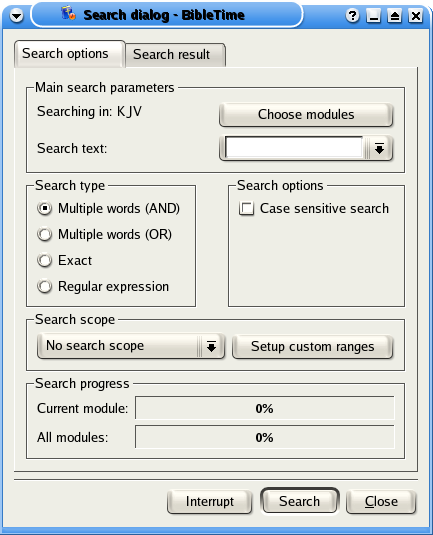 Search dialog - BibleTime
Search options
Search result
Main search parameters
Searching in: KJV
Choose modules
Search text:
Search type
Search options
Multiple words (AND)
Case sensitive search
Multiple words (OR)
Exact
Regular expression
Search scope
No search scope
Setup custom ranges
Search progress
Current module:
0%
All modules:
0%
Interrupt
Search
Close